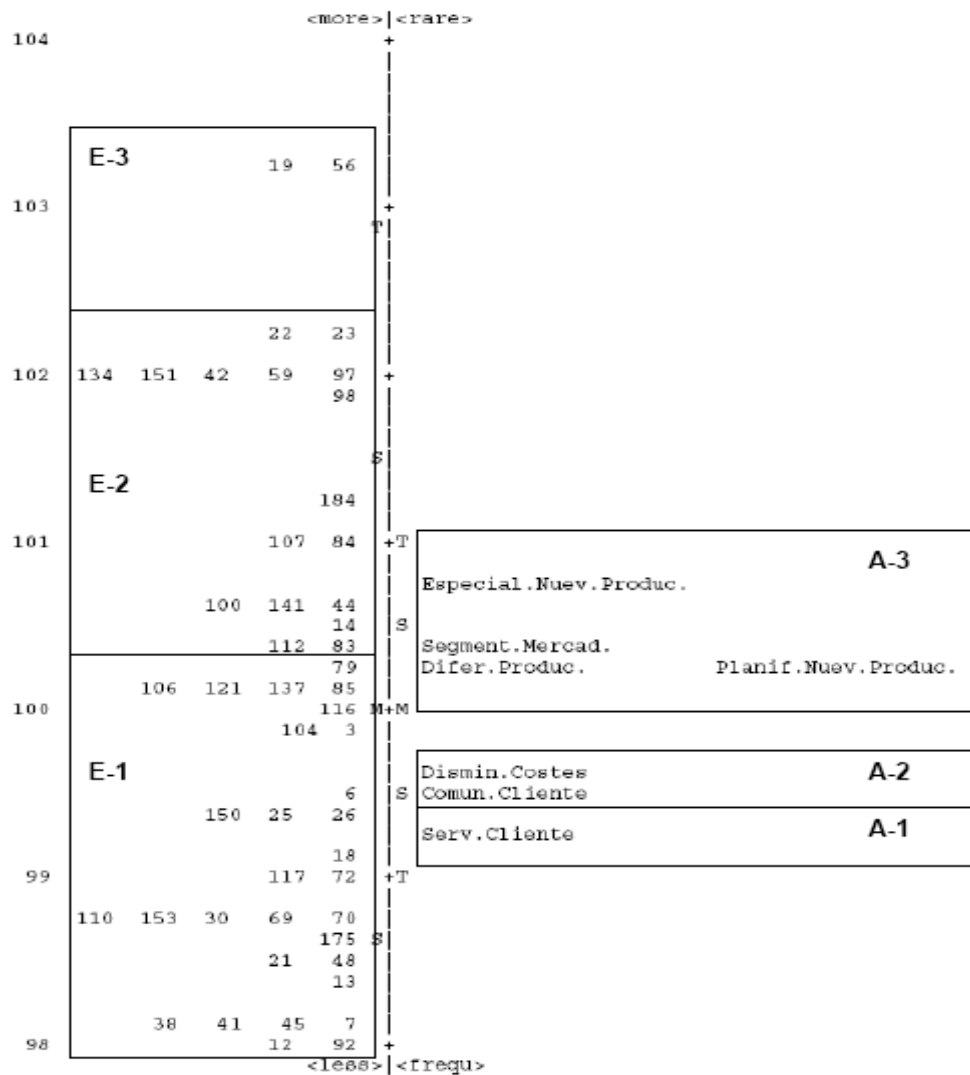 <more>|<rare>
104 +
E-3 19 56
103 +
T
22 23
102 134 151 42 59 97 +
98
S
E-2
184
101 107 84 +T
A-3
Especial.Nuev.Produc.
100 141 44
14 S
112 83 Segment.Mercad.
79 Difer.Produc. Planif.Nuev.Produc.
106 121 137 85
100 116 M+M
104 3
E-1 Dismin.Costes A-2
6 S Comun.Cliente
150 25 26
Serv.Cliente A-1
18
99 117 72 +T
110 153 30 69 70
175 S
21 48
13
38 41 45 7
98 12 92 +
<less>|<frequ>